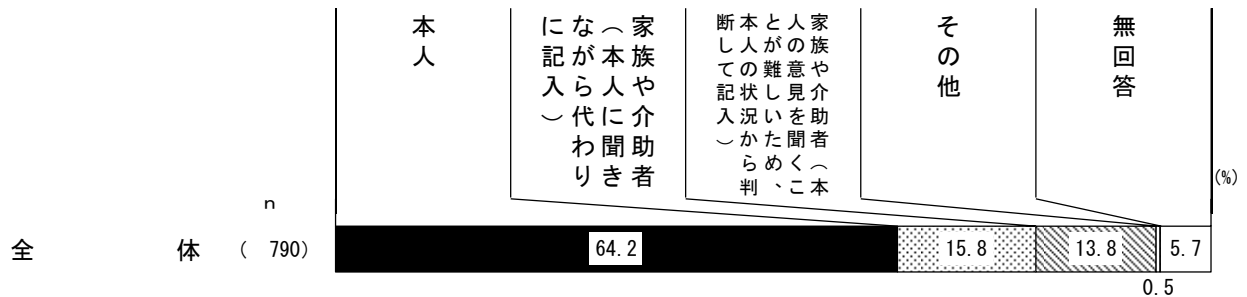 本人
家族や介助者
（本人に聞き
ながら代わり
に記入）
家族や介助者（本
人の意見を聞くこ
とが難しいため、
本人の状況から判
断して記入）
その他
無回答
(%)
n
全体 ( 790)
64.2
15.8
13.8
5.7
0.5